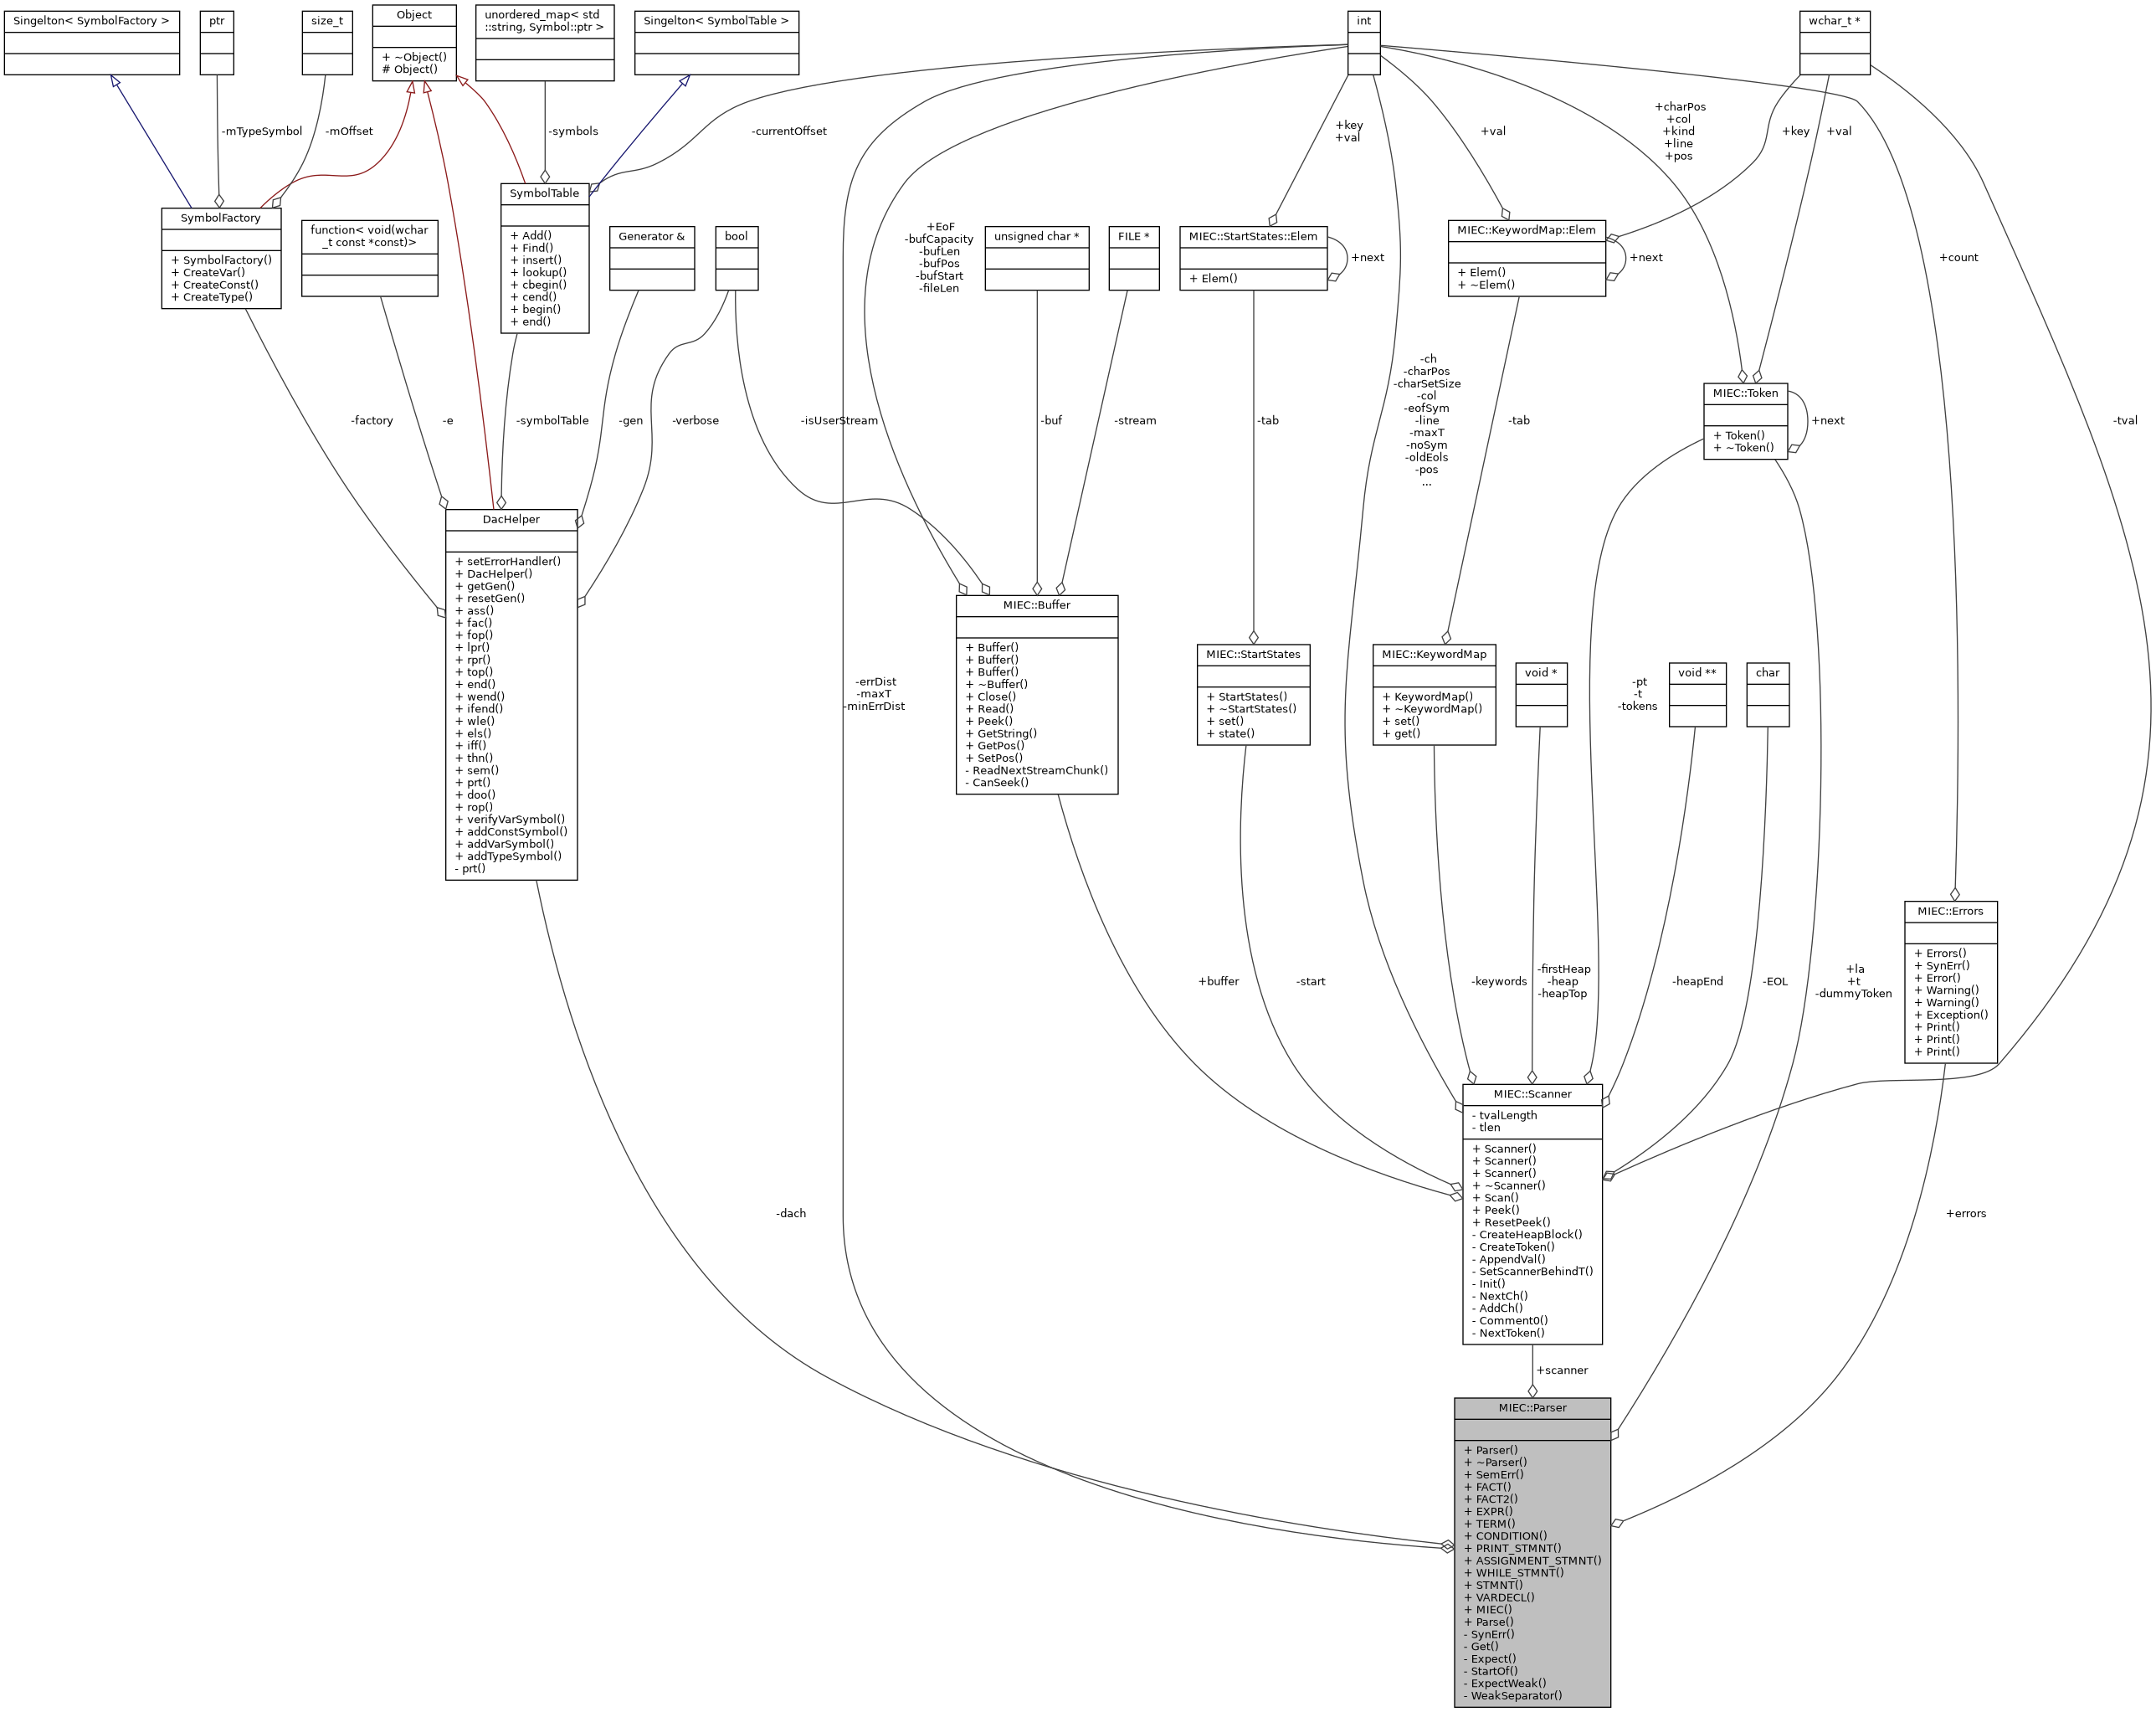 Singelton< SymbolFactory >
ptr
size_t
Object
+ ~Object()
# Object()
unordered_map< std
::string, Symbol::ptr >
Singelton< SymbolTable >
int
wchar_t *
-mTypeSymbol
-mOffset
-symbols
-currentOffset
+key
+val
+val
+charPos
+col
+kind
+line
+pos
+key
+val
SymbolFactory
+ SymbolFactory()
+ CreateVar()
+ CreateConst()
+ CreateType()
function< void(wchar
_t const *const)>
SymbolTable
+ Add()
+ Find()
+ insert()
+ lookup()
+ cbegin()
+ cend()
+ begin()
+ end()
Generator &
bool
+EoF
-bufCapacity
-bufLen
-bufPos
-bufStart
-fileLen
unsigned char *
FILE *
MIEC::StartStates::Elem
+ Elem()
+next
MIEC::KeywordMap::Elem
+ Elem()
+ ~Elem()
+next
+count
-factory
-e
-symbolTable
-gen
-verbose
-isUserStream
-buf
-stream
-tab
-ch
-charPos
-charSetSize
-col
-eofSym
-line
-maxT
-noSym
-oldEols
-pos
...
-tab
MIEC::Token
+ Token()
+ ~Token()
+next
-tval
DacHelper
+ setErrorHandler()
+ DacHelper()
+ getGen()
+ resetGen()
+ ass()
+ fac()
+ fop()
+ lpr()
+ rpr()
+ top()
+ end()
+ wend()
+ ifend()
+ wle()
+ els()
+ iff()
+ thn()
+ sem()
+ prt()
+ doo()
+ rop()
+ verifyVarSymbol()
+ addConstSymbol()
+ addVarSymbol()
+ addTypeSymbol()
- prt()
-errDist
-maxT
-minErrDist
MIEC::Buffer
+ Buffer()
+ Buffer()
+ Buffer()
+ ~Buffer()
+ Close()
+ Read()
+ Peek()
+ GetString()
+ GetPos()
+ SetPos()
- ReadNextStreamChunk()
- CanSeek()
MIEC::StartStates
+ StartStates()
+ ~StartStates()
+ set()
+ state()
MIEC::KeywordMap
+ KeywordMap()
+ ~KeywordMap()
+ set()
+ get()
void *
-pt
-t
-tokens
void **
char
MIEC::Errors
+ Errors()
+ SynErr()
+ Error()
+ Warning()
+ Warning()
+ Exception()
+ Print()
+ Print()
+ Print()
+buffer
-start
-keywords
-firstHeap
-heap
-heapTop
-heapEnd
-EOL
+la
+t
-dummyToken
MIEC::Scanner
- tvalLength
- tlen
+ Scanner()
+ Scanner()
+ Scanner()
+ ~Scanner()
+ Scan()
+ Peek()
+ ResetPeek()
- CreateHeapBlock()
- CreateToken()
- AppendVal()
- SetScannerBehindT()
- Init()
- NextCh()
- AddCh()
- Comment0()
- NextToken()
-dach
+errors
+scanner
MIEC::Parser
+ Parser()
+ ~Parser()
+ SemErr()
+ FACT()
+ FACT2()
+ EXPR()
+ TERM()
+ CONDITION()
+ PRINT_STMNT()
+ ASSIGNMENT_STMNT()
+ WHILE_STMNT()
+ STMNT()
+ VARDECL()
+ MIEC()
+ Parse()
- SynErr()
- Get()
- Expect()
- StartOf()
- ExpectWeak()
- WeakSeparator()